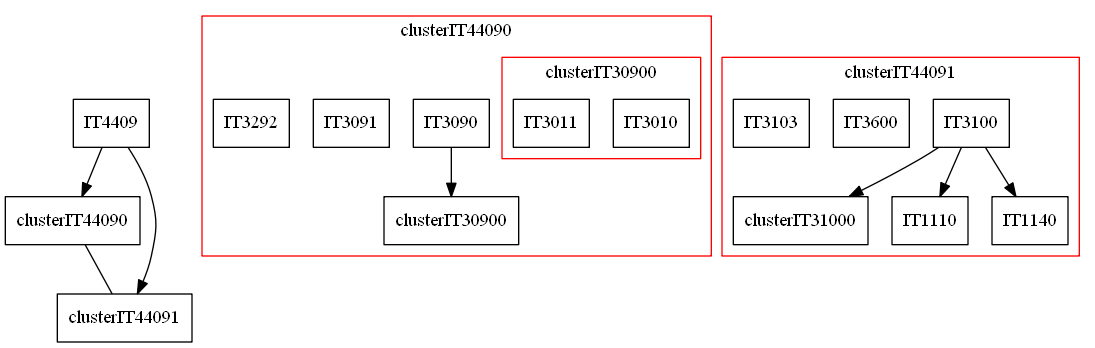 clusterIT44090
clusterIT30900
clusterIT44091
IT4409
IT3292
IT3091
IT3090
IT3011
IT3010
IT3103
IT3600
IT3100
clusterIT44090
clusterIT30900
clusterIT31000
IT1110
IT1140
clusterIT44091